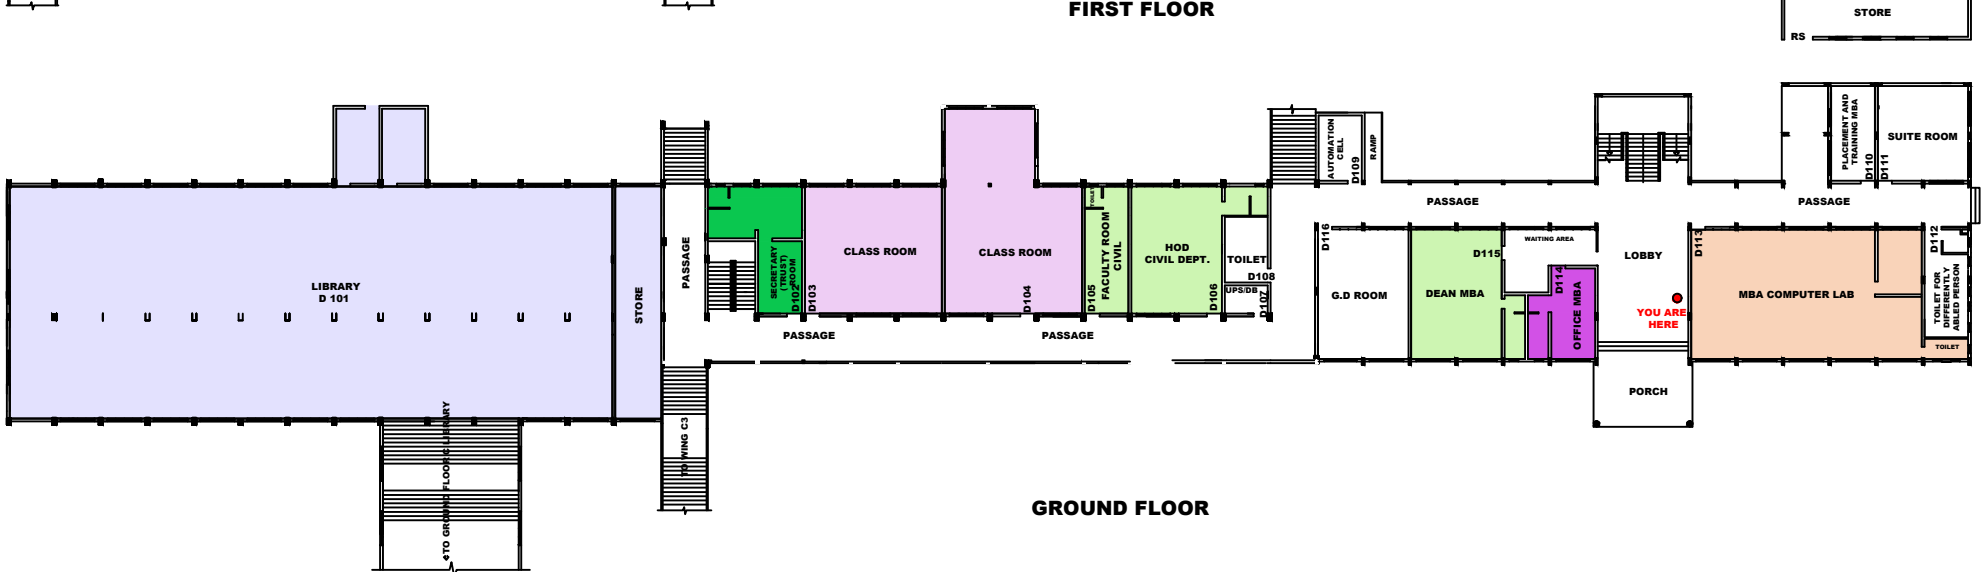 FIRST FLOOR
STORE
RS
PLACEMENT AND
TRAINING MBA
D110
D111
SUITE ROOM
AUTOMATION
CELL
D109
RAMP
PASSAGE
PASSAGE
LIBRARY
D 101
STORE
PASSAGE
SECRETARY
(TRUST)
ROOM
D102
D103
CLASS ROOM
CLASS ROOM
D104
TOILET
FACULTY ROOM
CIVIL
D105
HOD
CIVIL DEPT.
D106
TOILET
D108
UPS/DB
D107
D116
G.D ROOM
DEAN MBA
D115
WAITING AREA
D114
OFFICE MBA
LOBBY
YOU ARE
HERE
D113
MBA COMPUTER LAB
D112
TOILET FOR
DIFFERENTLY
ABLED PERSON
TOILET
PASSAGE
PASSAGE
PORCH
TO WING C3
TO GROUND FLOOR C LIBRARY
GROUND FLOOR